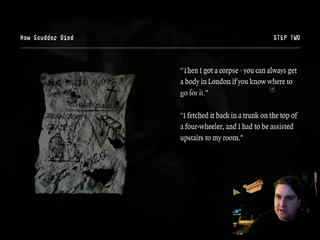 How Scudder Died
STEP TWO
"Then I got a corpse - you can always get
a body in London if you know where to
go for it."
"I fetched it back in a trunk on the top of
a four-wheeler, and I had to be assisted
upstairs to my room."